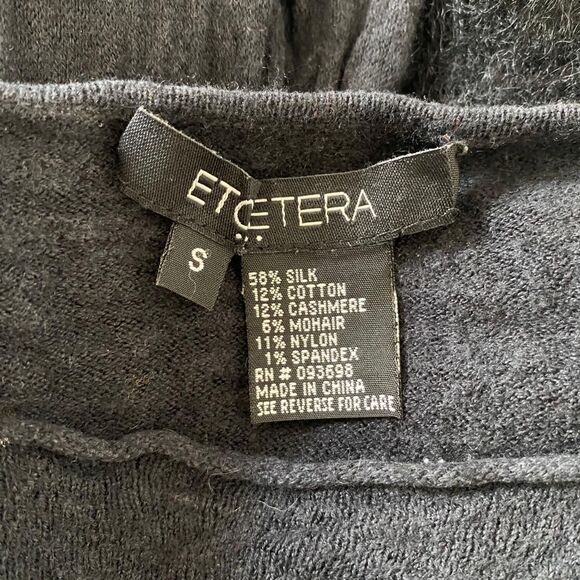 ETCETERA
S
58% SILK
12% COTTON
12% CASHMERE
6% MOHAIR
11% NYLON
1% SPANDEX
RN # 093698
MADE IN CHINA
SEE REVERSE FOR CARE